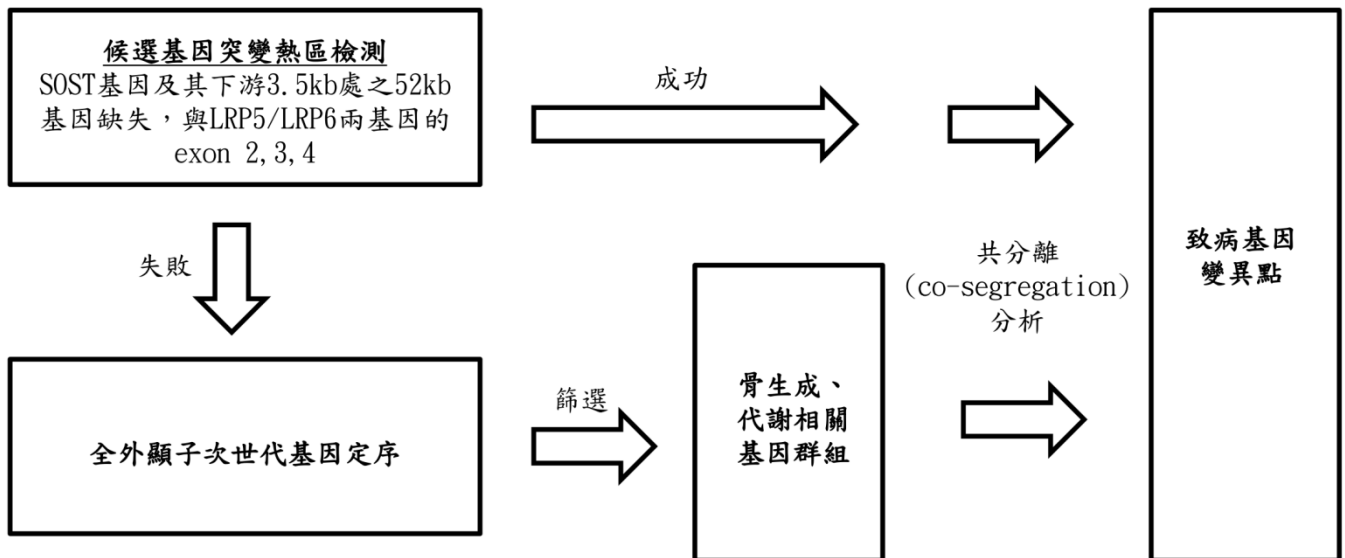 候選基因突變熱區檢測
SOST基因及其下游3.5kb處之52kb
基因缺失，與LRP5/LRP6兩基因的
exon 2,3,4
成功
失敗
共分離
(co-segregation)
分析
致病基因
變異點
全外顯子次世代基因定序
篩選
骨生成、
代謝相關
基因群組